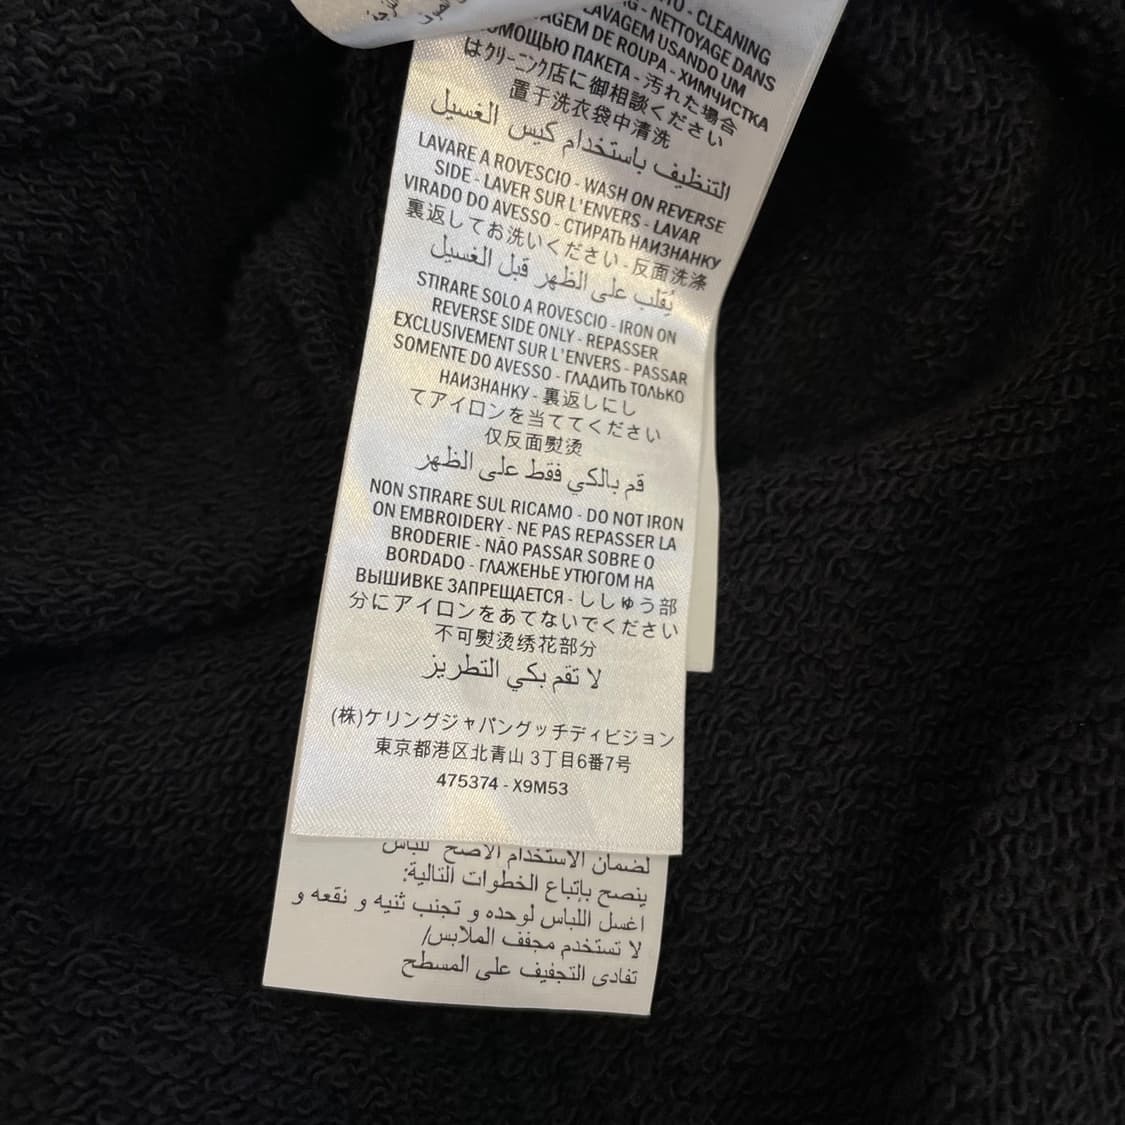 TO - CLEANING
NG - NETTOYAGE DANS
LAVAGEM USANDO UM
AGEM DE ROUPA - ХИМЧИСТКА
ОМОЩЬЮ ПАКЕТА - 汚れた場合
はクリーニング店に御相談ください
置于洗衣袋中清洗
التنظيف باستخدام كيس الغسيل
LAVARE A ROVESCIO - WASH ON REVERSE
SIDE - LAVER SUR L'ENVERS - LAVAR
VIRADO DO AVESSO - СТИРАТЬ НАИЗНАНКУ
裏返してお洗いください - 反面洗涤
يُقلب على الظهر قبل الغسيل
STIRARE SOLO A ROVESCIO - IRON ON
REVERSE SIDE ONLY - REPASSER
EXCLUSIVEMENT SUR L'ENVERS - PASSAR
SOMENTE DO AVESSO - ГЛАДИТЬ ТОЛЬКО
НАИЗНАНКУ - 裏返しにし
てアイロンを当ててください
仅反面熨烫
قم بالكي فقط على الظهر
NON STIRARE SUL RICAMO - DO NOT IRON
ON EMBROIDERY - NE PAS REPASSER LA
BRODERIE - NÃO PASSAR SOBRE O
BORDADO - ГЛАЖЕНЬЕ УТЮГОМ НА
ВЫШИВКЕ ЗАПРЕЩАЕТСЯ - ししゅう部
分にアイロンをあてないでください
不可熨烫绣花部分
لا تقم بكي التطريز
(株)ケリングジャパングッチディビジョン
東京都港区北青山 3丁目6番7号
475374 - X9M53
لضمان الاستخدام الأصح للباس
ينصح بإتباع الخطوات التالية:
اغسل اللباس لوحده و تجنب ثنيه و نقعه و
لا تستخدم مجفف الملابس/
تفادى التجفيف على المسطح